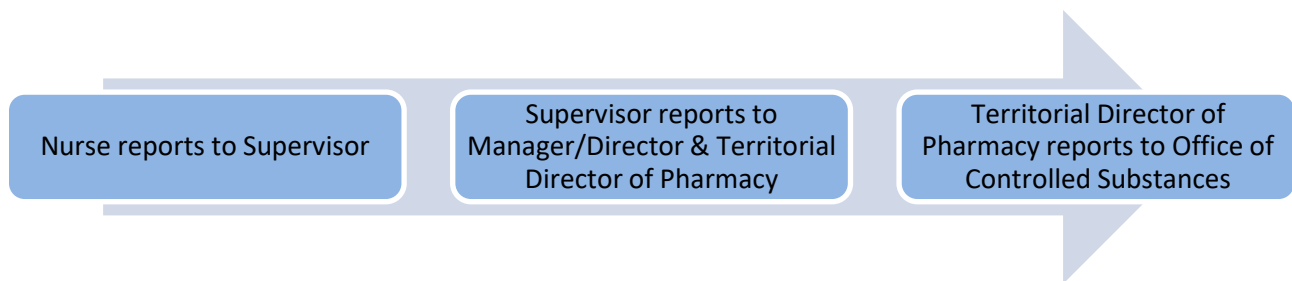 Nurse reports to Supervisor
Supervisor reports to
Manager/Director & Territorial
Director of Pharmacy
Territorial Director of
Pharmacy reports to Office of
Controlled Substances